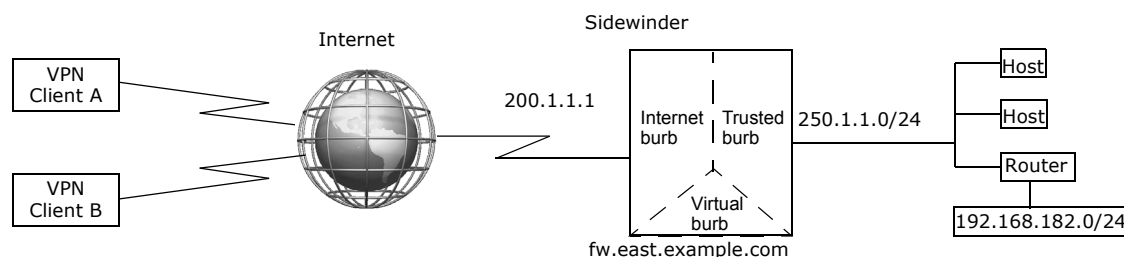 Sidewinder
Internet
VPN
Client A
VPN
Client B
200.1.1.1
Internet
burb
Trusted
burb
Virtual
burb
fw.east.example.com
250.1.1.0/24
Host
Host
Router
192.168.182.0/24